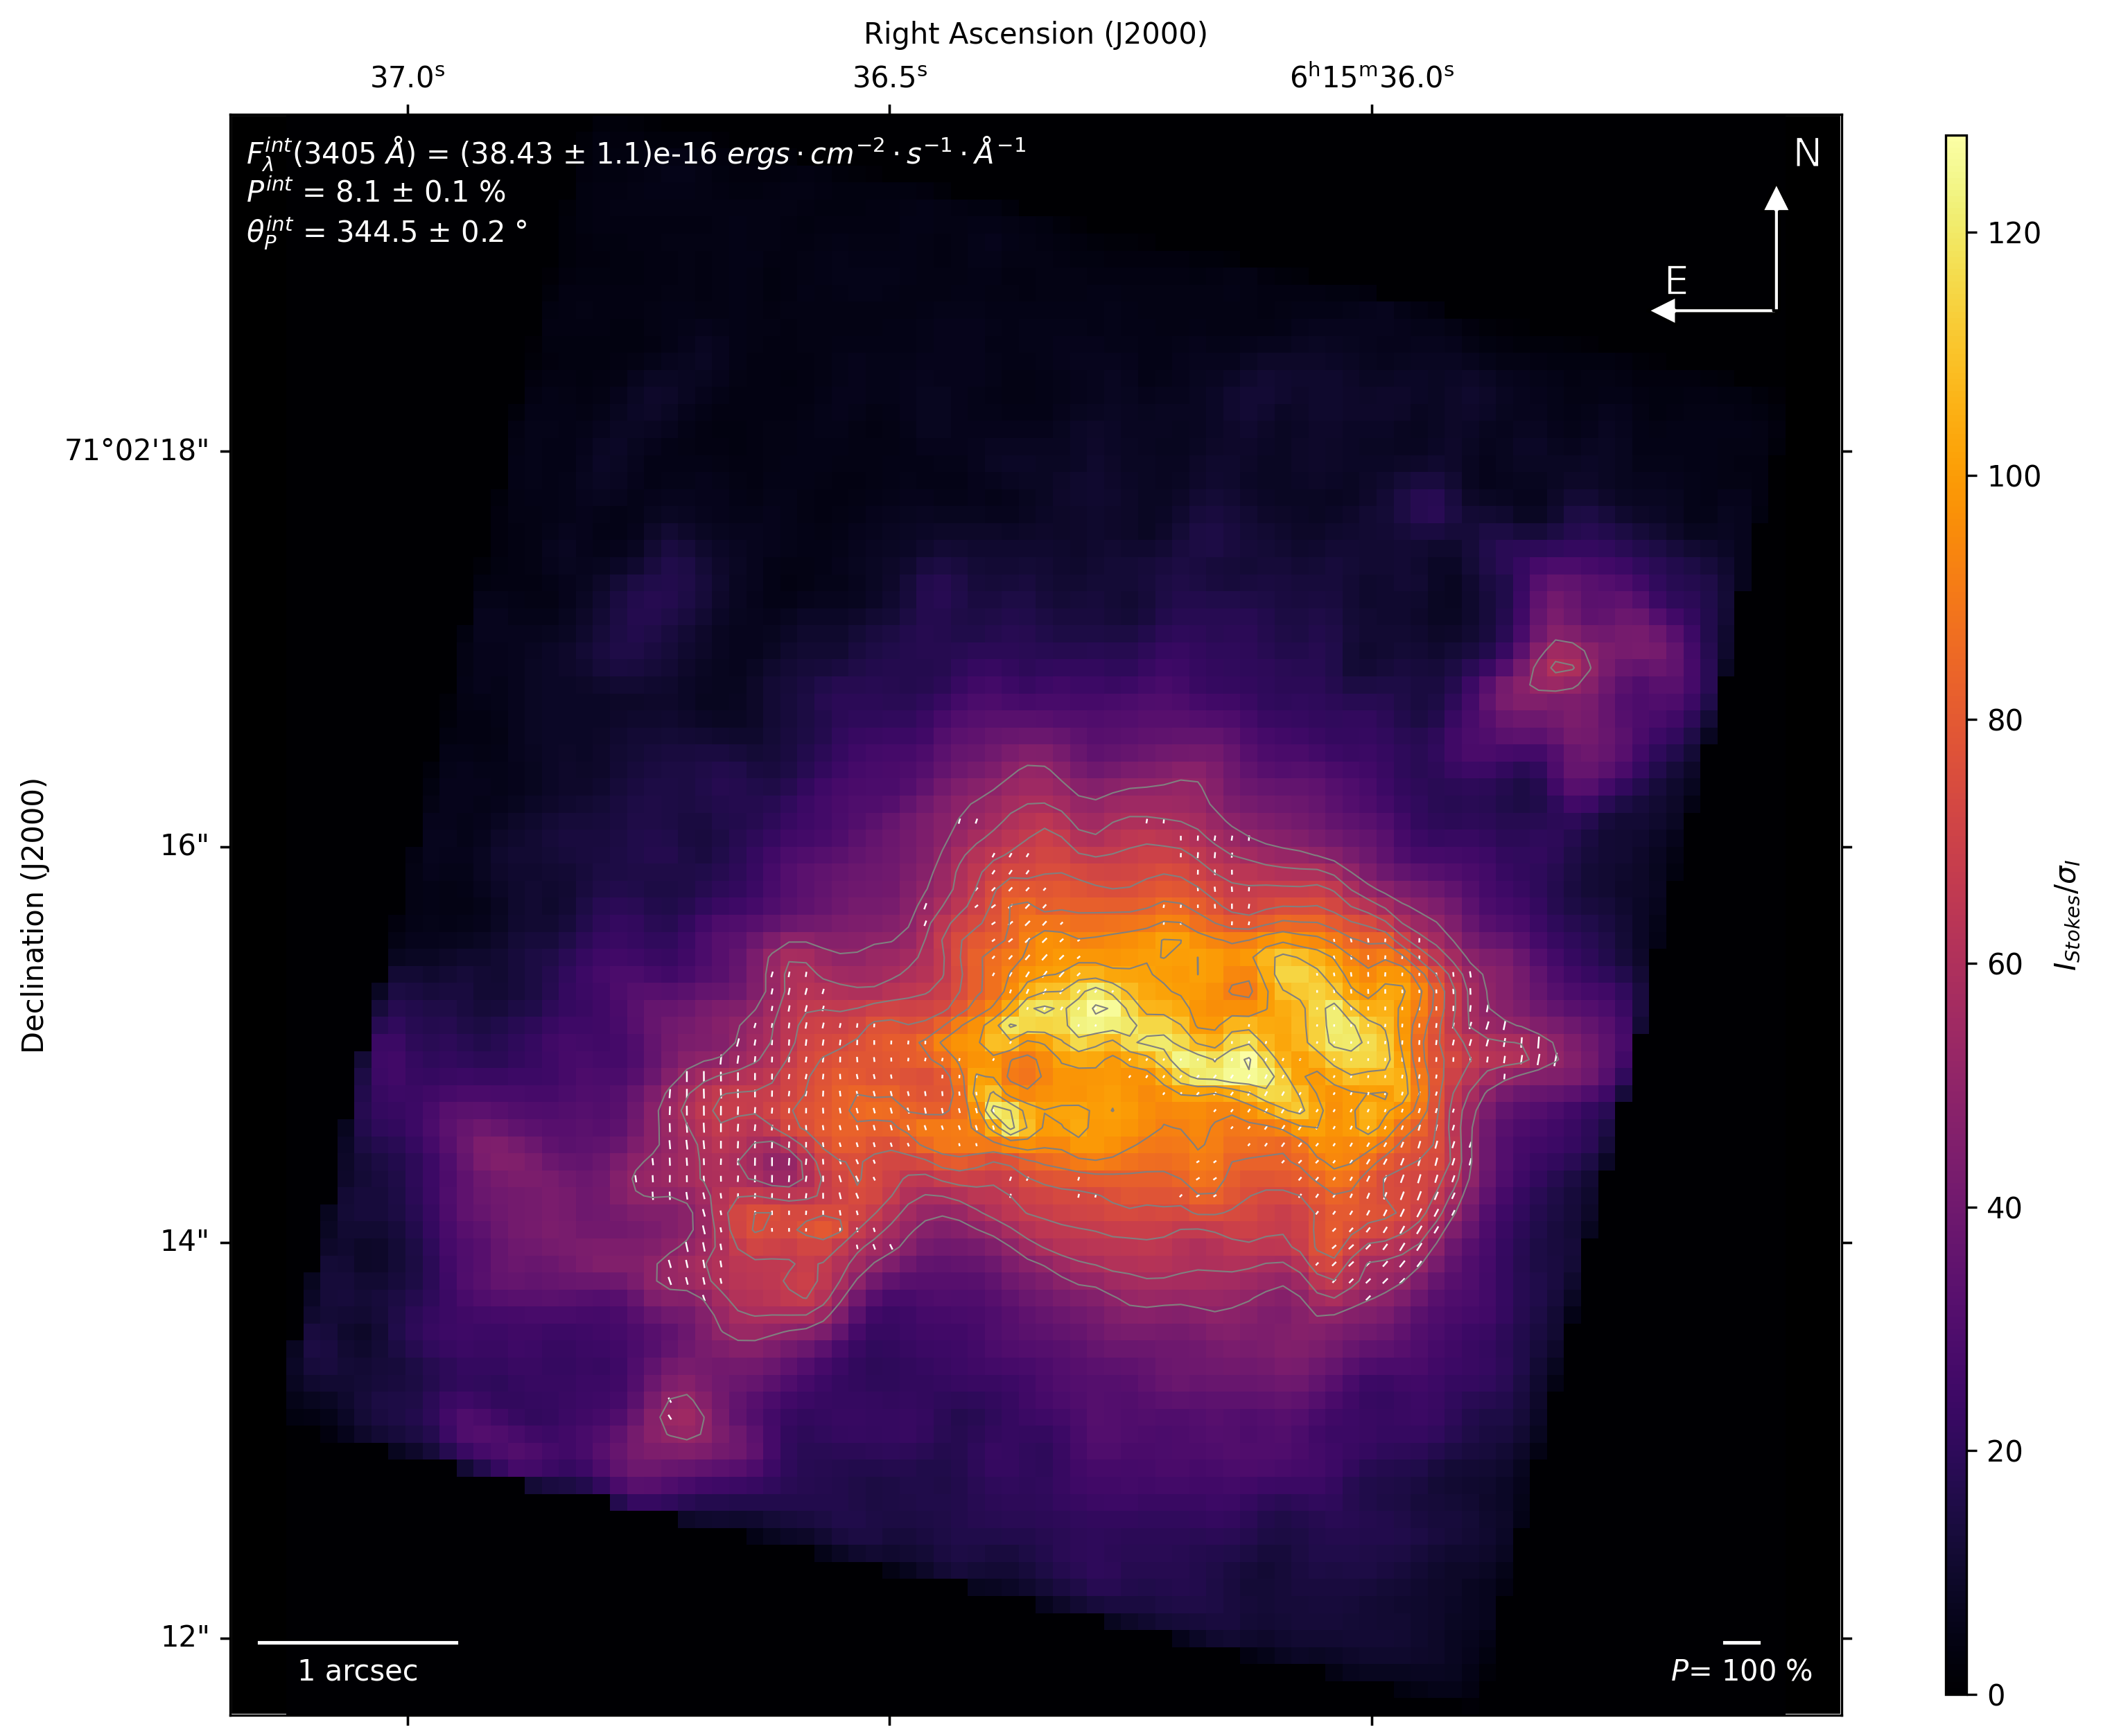 Right Ascension (J2000)
37.0ˢ 36.5ˢ 6ʰ15ᵐ36.0ˢ
F_λ^int(3405 Å) = (38.43 ± 1.1)e-16 ergs · cm⁻² · s⁻¹ · Å⁻¹
P^int = 8.1 ± 0.1 %
θ_P^int = 344.5 ± 0.2 °
N
E
71°02'18"
16"
14"
12"
Declination (J2000)
1 arcsec
P= 100 %
120
100
80
60
40
20
0
I_Stokes/σ_I